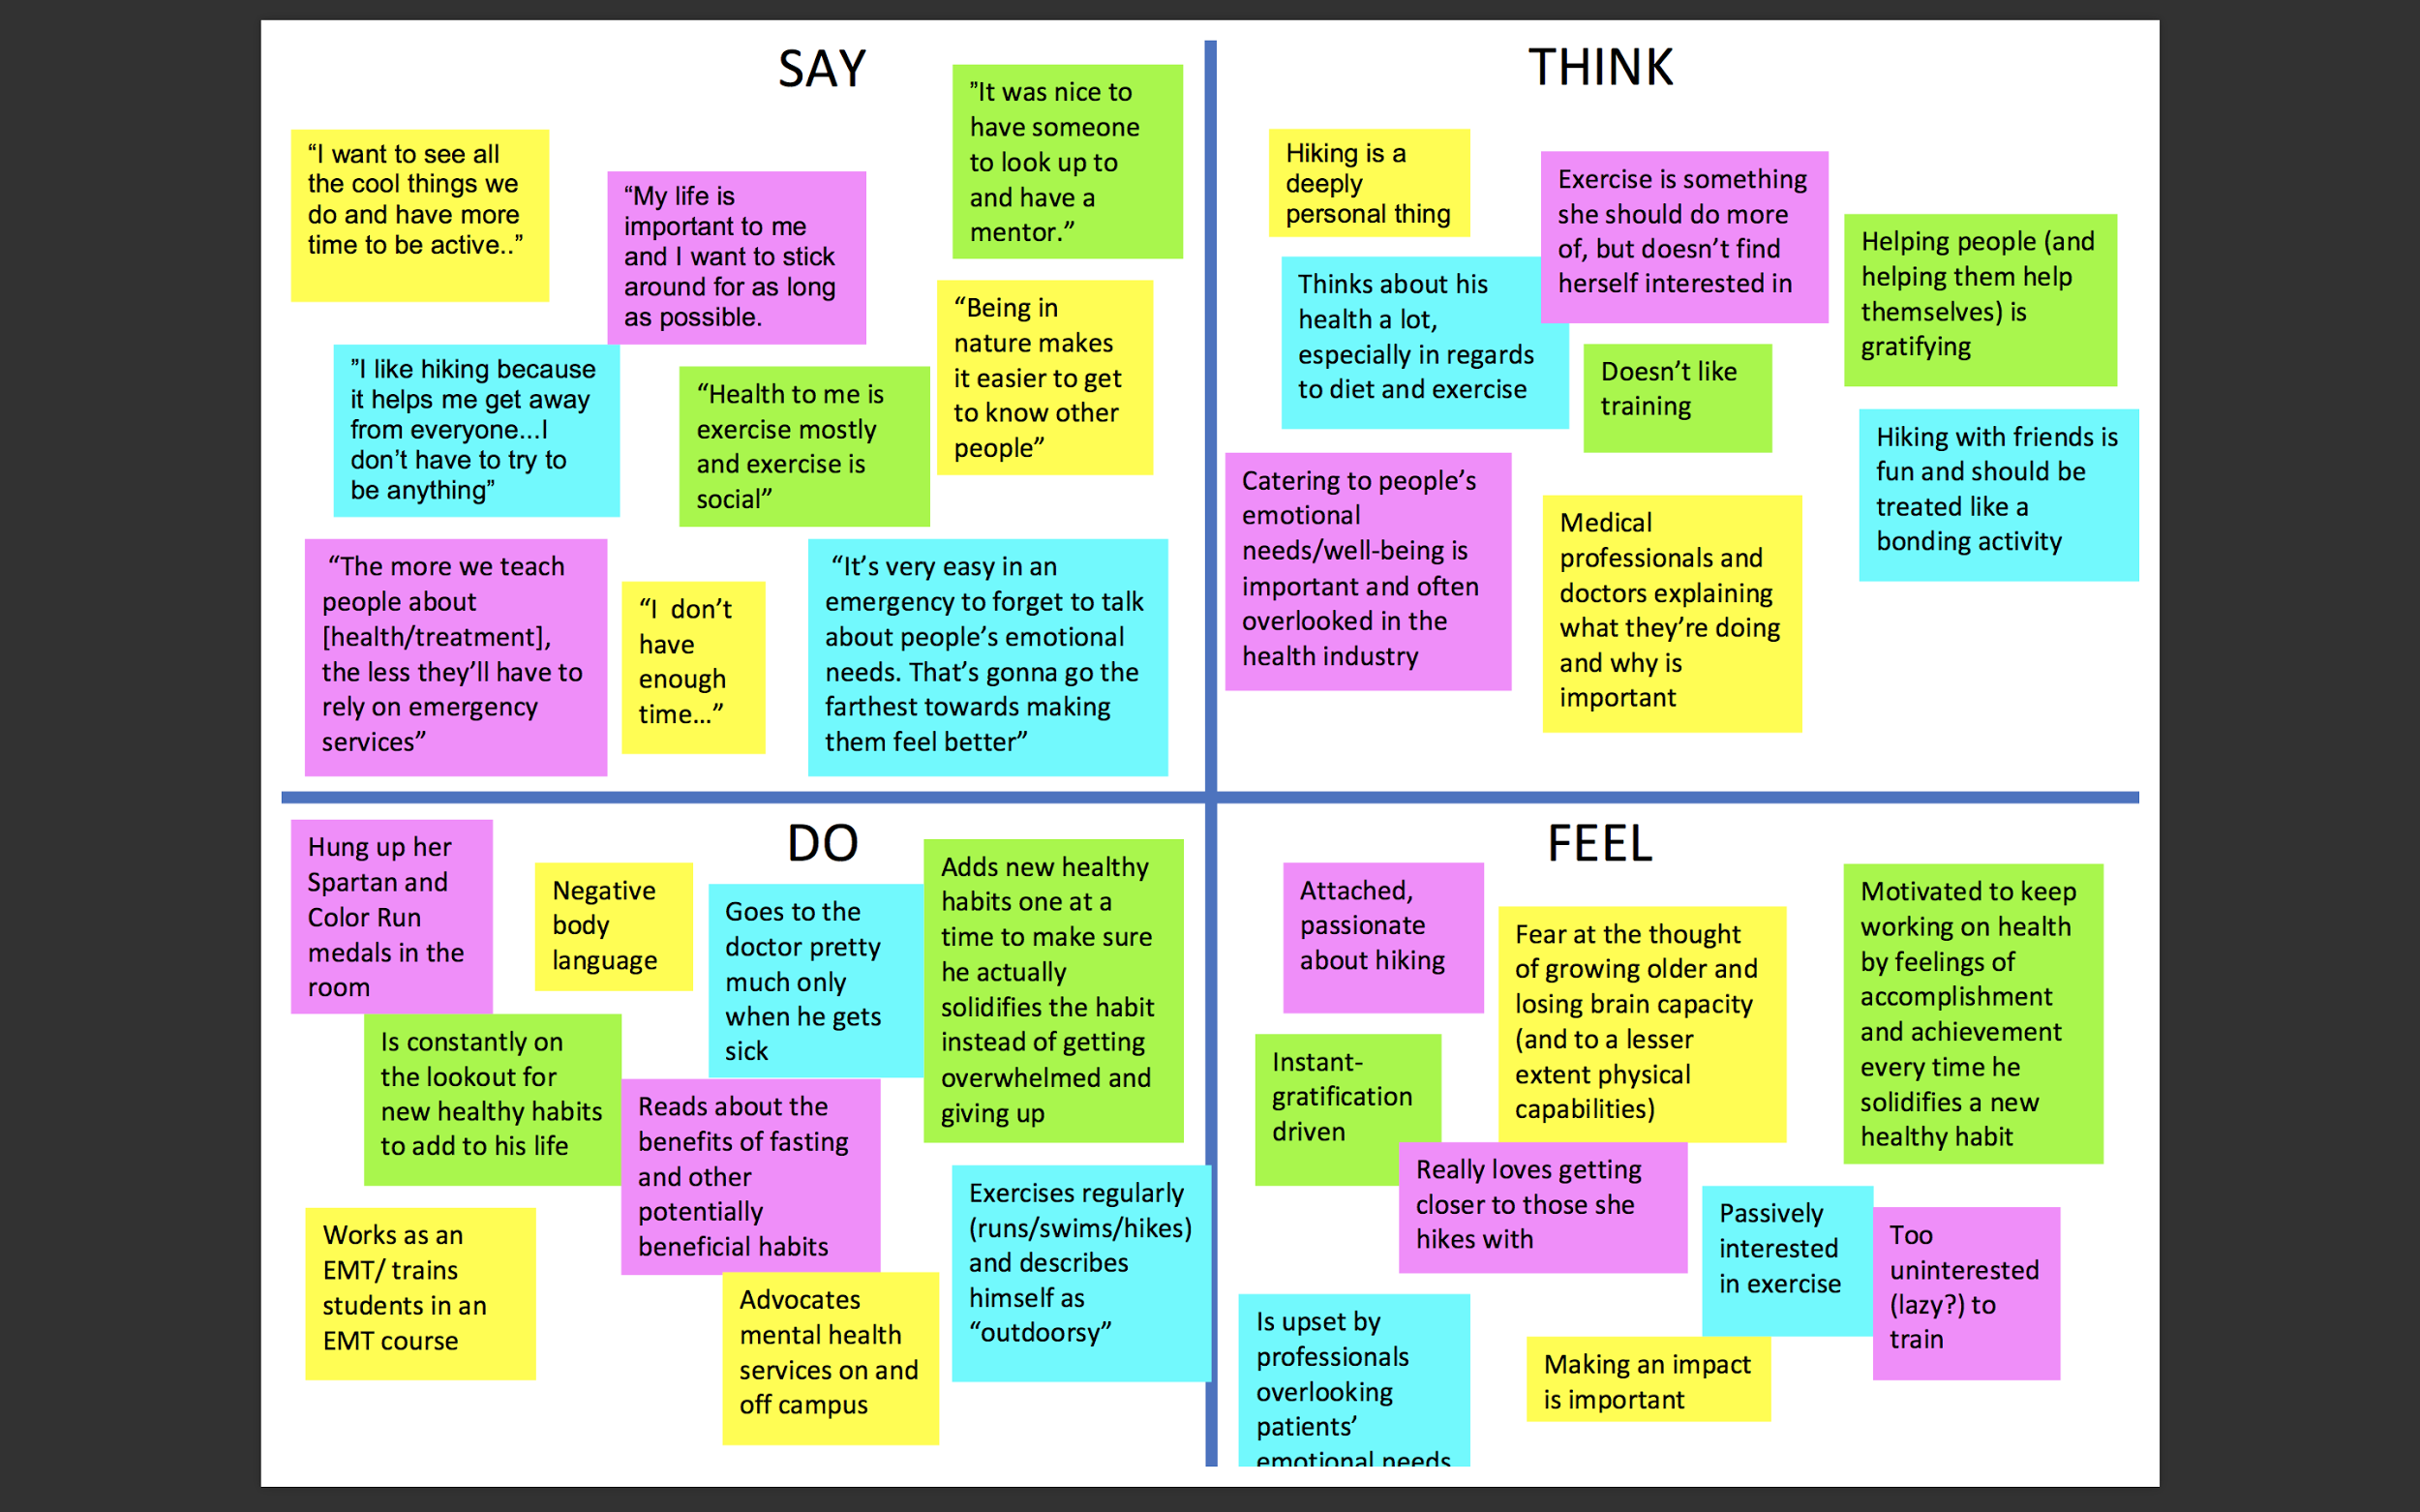 SAY
“I want to see all
the cool things we
do and have more
time to be active..”
“My life is
important to me
and I want to stick
around for as long
as possible.
”It was nice to
have someone
to look up to
and have a
mentor.”
”I like hiking because
it helps me get away
from everyone...I
don’t have to try to
be anything”
“Health to me is
exercise mostly
and exercise is
social”
“Being in
nature makes
it easier to get
to know other
people”
“The more we teach
people about
[health/treatment],
the less they’ll have to
rely on emergency
services”
“I don’t
have
enough
time…”
“It’s very easy in an
emergency to forget to talk
about people’s emotional
needs. That’s gonna go the
farthest towards making
them feel better”
THINK
Hiking is a
deeply
personal thing
Exercise is something
she should do more
of, but doesn’t find
herself interested in
Helping people (and
helping them help
themselves) is
gratifying
Thinks about his
health a lot,
especially in regards
to diet and exercise
Doesn’t like
training
Hiking with friends is
fun and should be
treated like a
bonding activity
Catering to people’s
emotional
needs/well-being is
important and often
overlooked in the
health industry
Medical
professionals and
doctors explaining
what they’re doing
and why is
important
DO
Hung up her
Spartan and
Color Run
medals in the
room
Negative
body
language
Goes to the
doctor pretty
much only
when he gets
sick
Adds new healthy
habits one at a
time to make sure
he actually
solidifies the habit
instead of getting
overwhelmed and
giving up
Is constantly on
the lookout for
new healthy habits
to add to his life
Reads about the
benefits of fasting
and other
potentially
beneficial habits
Exercises regularly
(runs/swims/hikes)
and describes
himself as
“outdoorsy”
Works as an
EMT/ trains
students in an
EMT course
Advocates
mental health
services on and
off campus
FEEL
Attached,
passionate
about hiking
Fear at the thought
of growing older and
losing brain capacity
(and to a lesser
extent physical
capabilities)
Motivated to keep
working on health
by feelings of
accomplishment
and achievement
every time he
solidifies a new
healthy habit
Instant-
gratification
driven
Really loves getting
closer to those she
hikes with
Passively
interested
in exercise
Too
uninterested
(lazy?) to
train
Is upset by
professionals
overlooking
patients’
emotional needs
Making an impact
is important